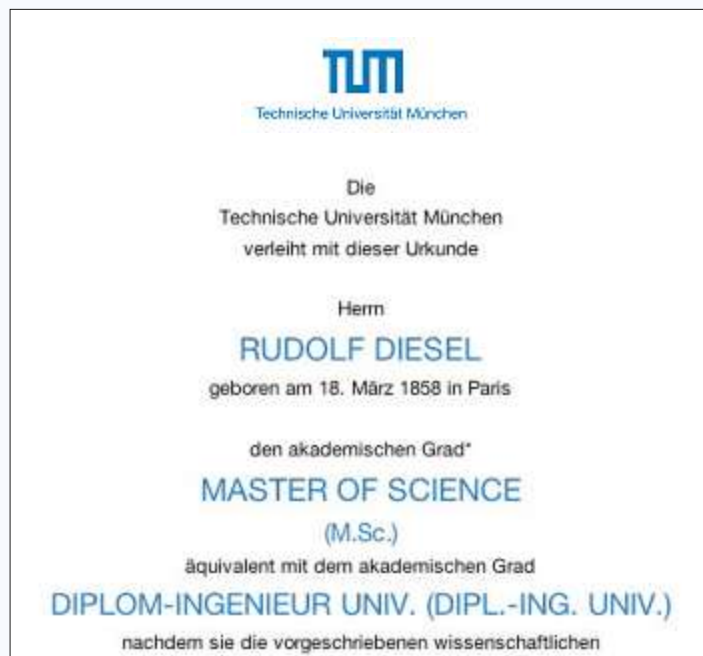 TUM
Technische Universität München
Die
Technische Universität München
verleiht mit dieser Urkunde
Herrn
RUDOLF DIESEL
geboren am 18. März 1858 in Paris
den akademischen Grad*
MASTER OF SCIENCE
(M.Sc.)
äquivalent mit dem akademischen Grad
DIPLOM-INGENIEUR UNIV. (DIPL.-ING. UNIV.)
nachdem sie die vorgeschriebenen wissenschaftlichen